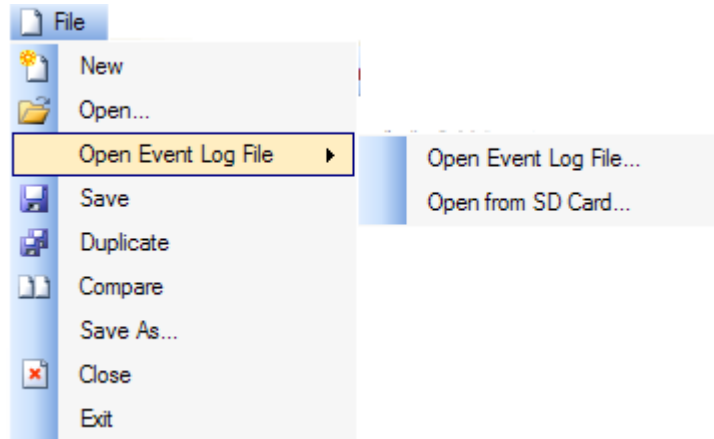 File
New
Open...
Open Event Log File
Open Event Log File...
Open from SD Card...
Save
Duplicate
Compare
Save As...
Close
Exit